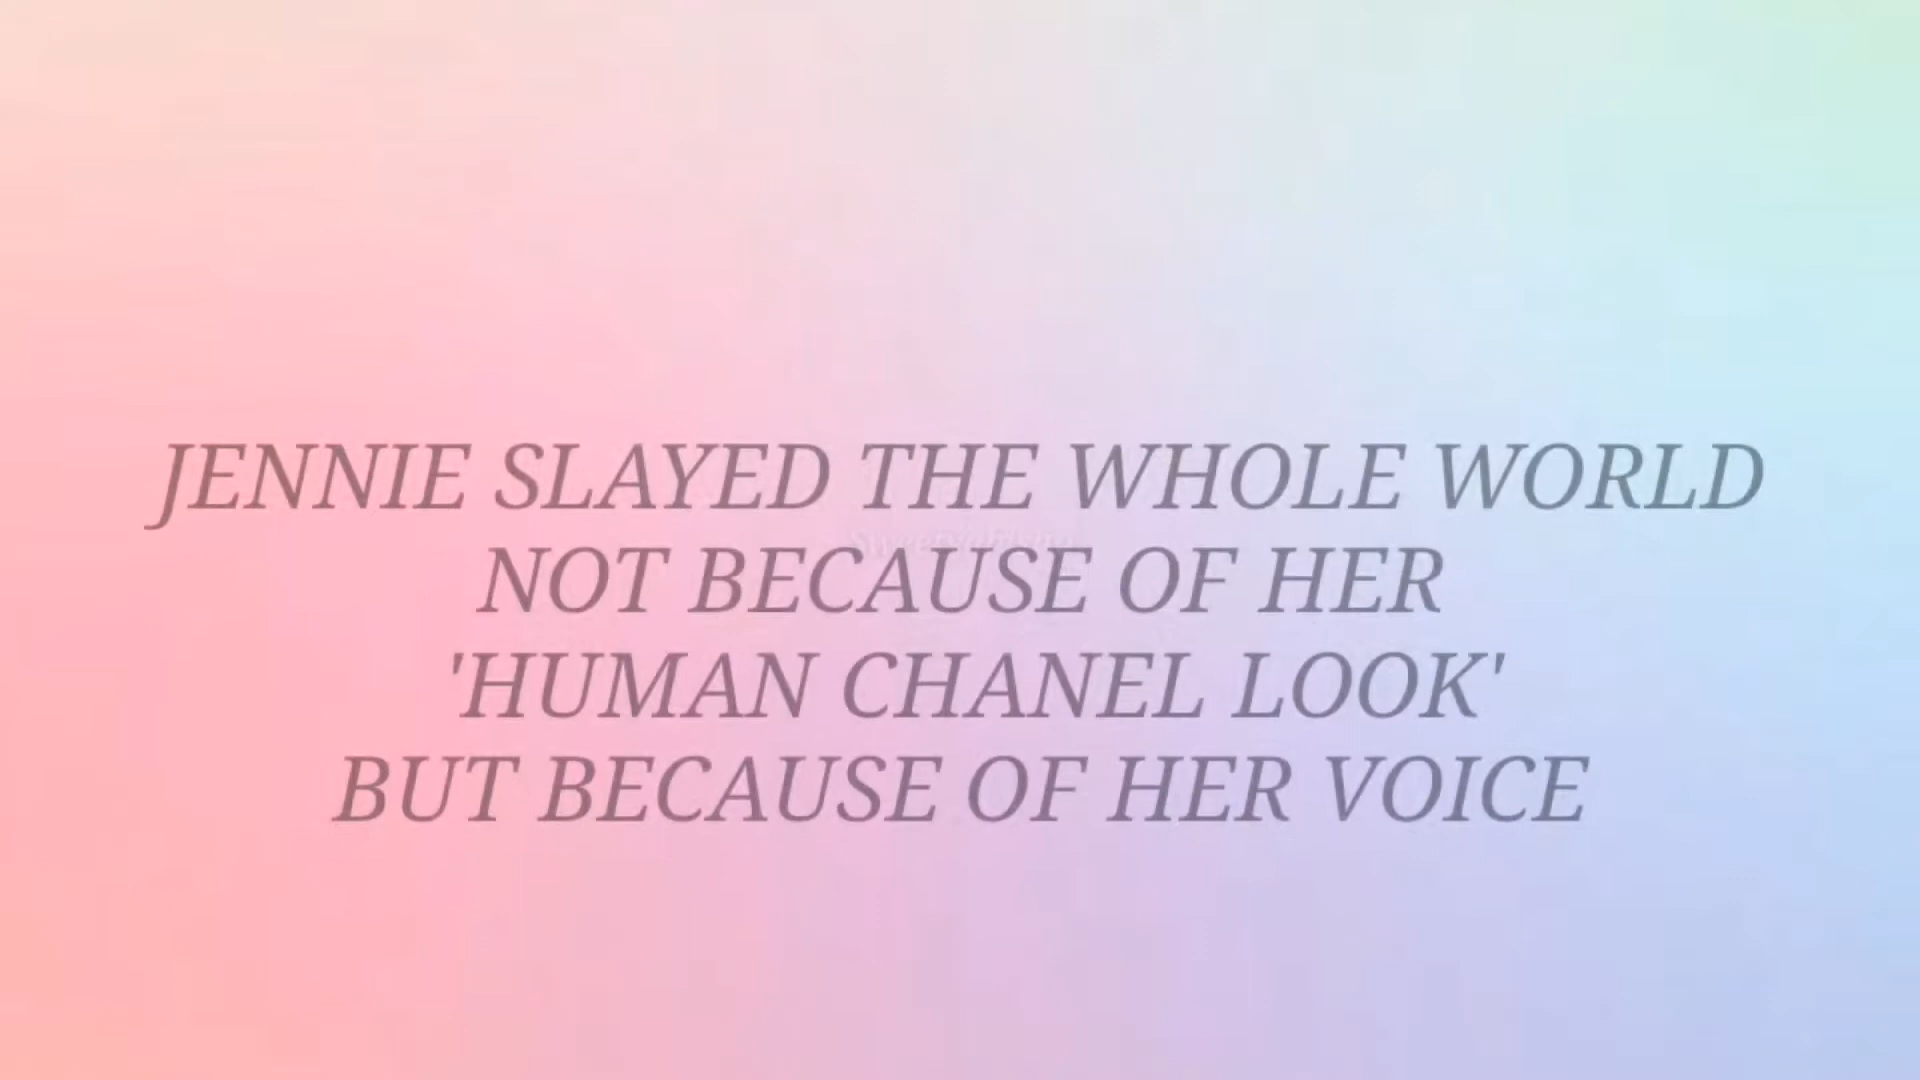 JENNIE SLAYED THE WHOLE WORLD
NOT BECAUSE OF HER
'HUMAN CHANEL LOOK'
BUT BECAUSE OF HER VOICE